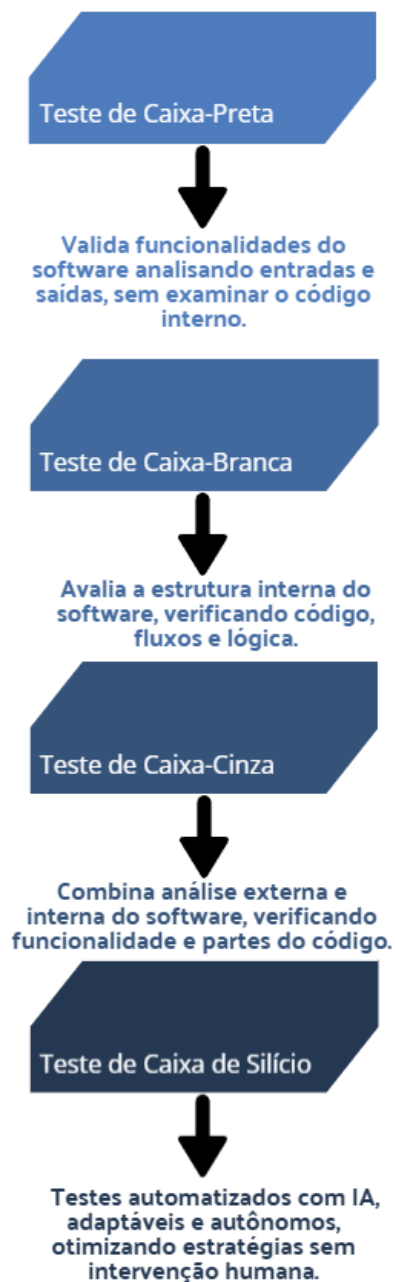 Teste de Caixa-Preta
Valida funcionalidades do
software analisando entradas e
saídas, sem examinar o código
interno.
Teste de Caixa-Branca
Avalia a estrutura interna do
software, verificando código,
fluxos e lógica.
Teste de Caixa-Cinza
Combina análise externa e
interna do software, verificando
funcionalidade e partes do código.
Teste de Caixa de Silício
Testes automatizados com IA,
adaptáveis e autônomos,
otimizando estratégias sem
intervenção humana.